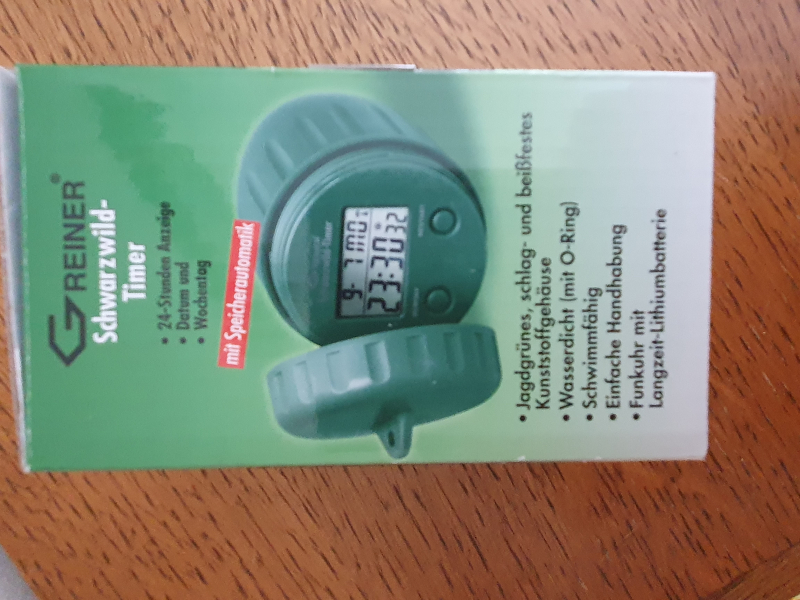 GREINER®
Schwarzwild-
Timer
• 24-Stunden Anzeige
• Datum und
• Wochentag
mit Speicherautomatik
9. 7 MO
23:30 32
• Jagdgrünes, schlag- und beißfestes
Kunststoffgehäuse
• Wasserdicht (mit O-Ring)
• Schwimmfähig
• Einfache Handhabung
• Funkuhr mit
Langzeit-Lithiumbatterie